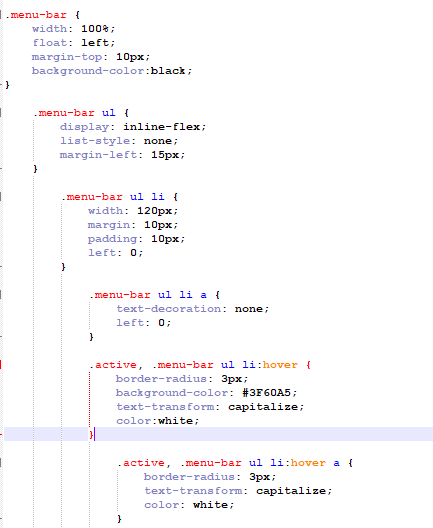 .menu-bar {
width: 100%;
float: left;
margin-top: 10px;
background-color:black;
}
.menu-bar ul {
display: inline-flex;
list-style: none;
margin-left: 15px;
}
.menu-bar ul li {
width: 120px;
margin: 10px;
padding: 10px;
left: 0;
}
.menu-bar ul li a {
text-decoration: none;
left: 0;
}
.active, .menu-bar ul li:hover {
border-radius: 3px;
background-color: #3F60A5;
text-transform: capitalize;
color:white;
}
.active, .menu-bar ul li:hover a {
border-radius: 3px;
text-transform: capitalize;
color: white;
}